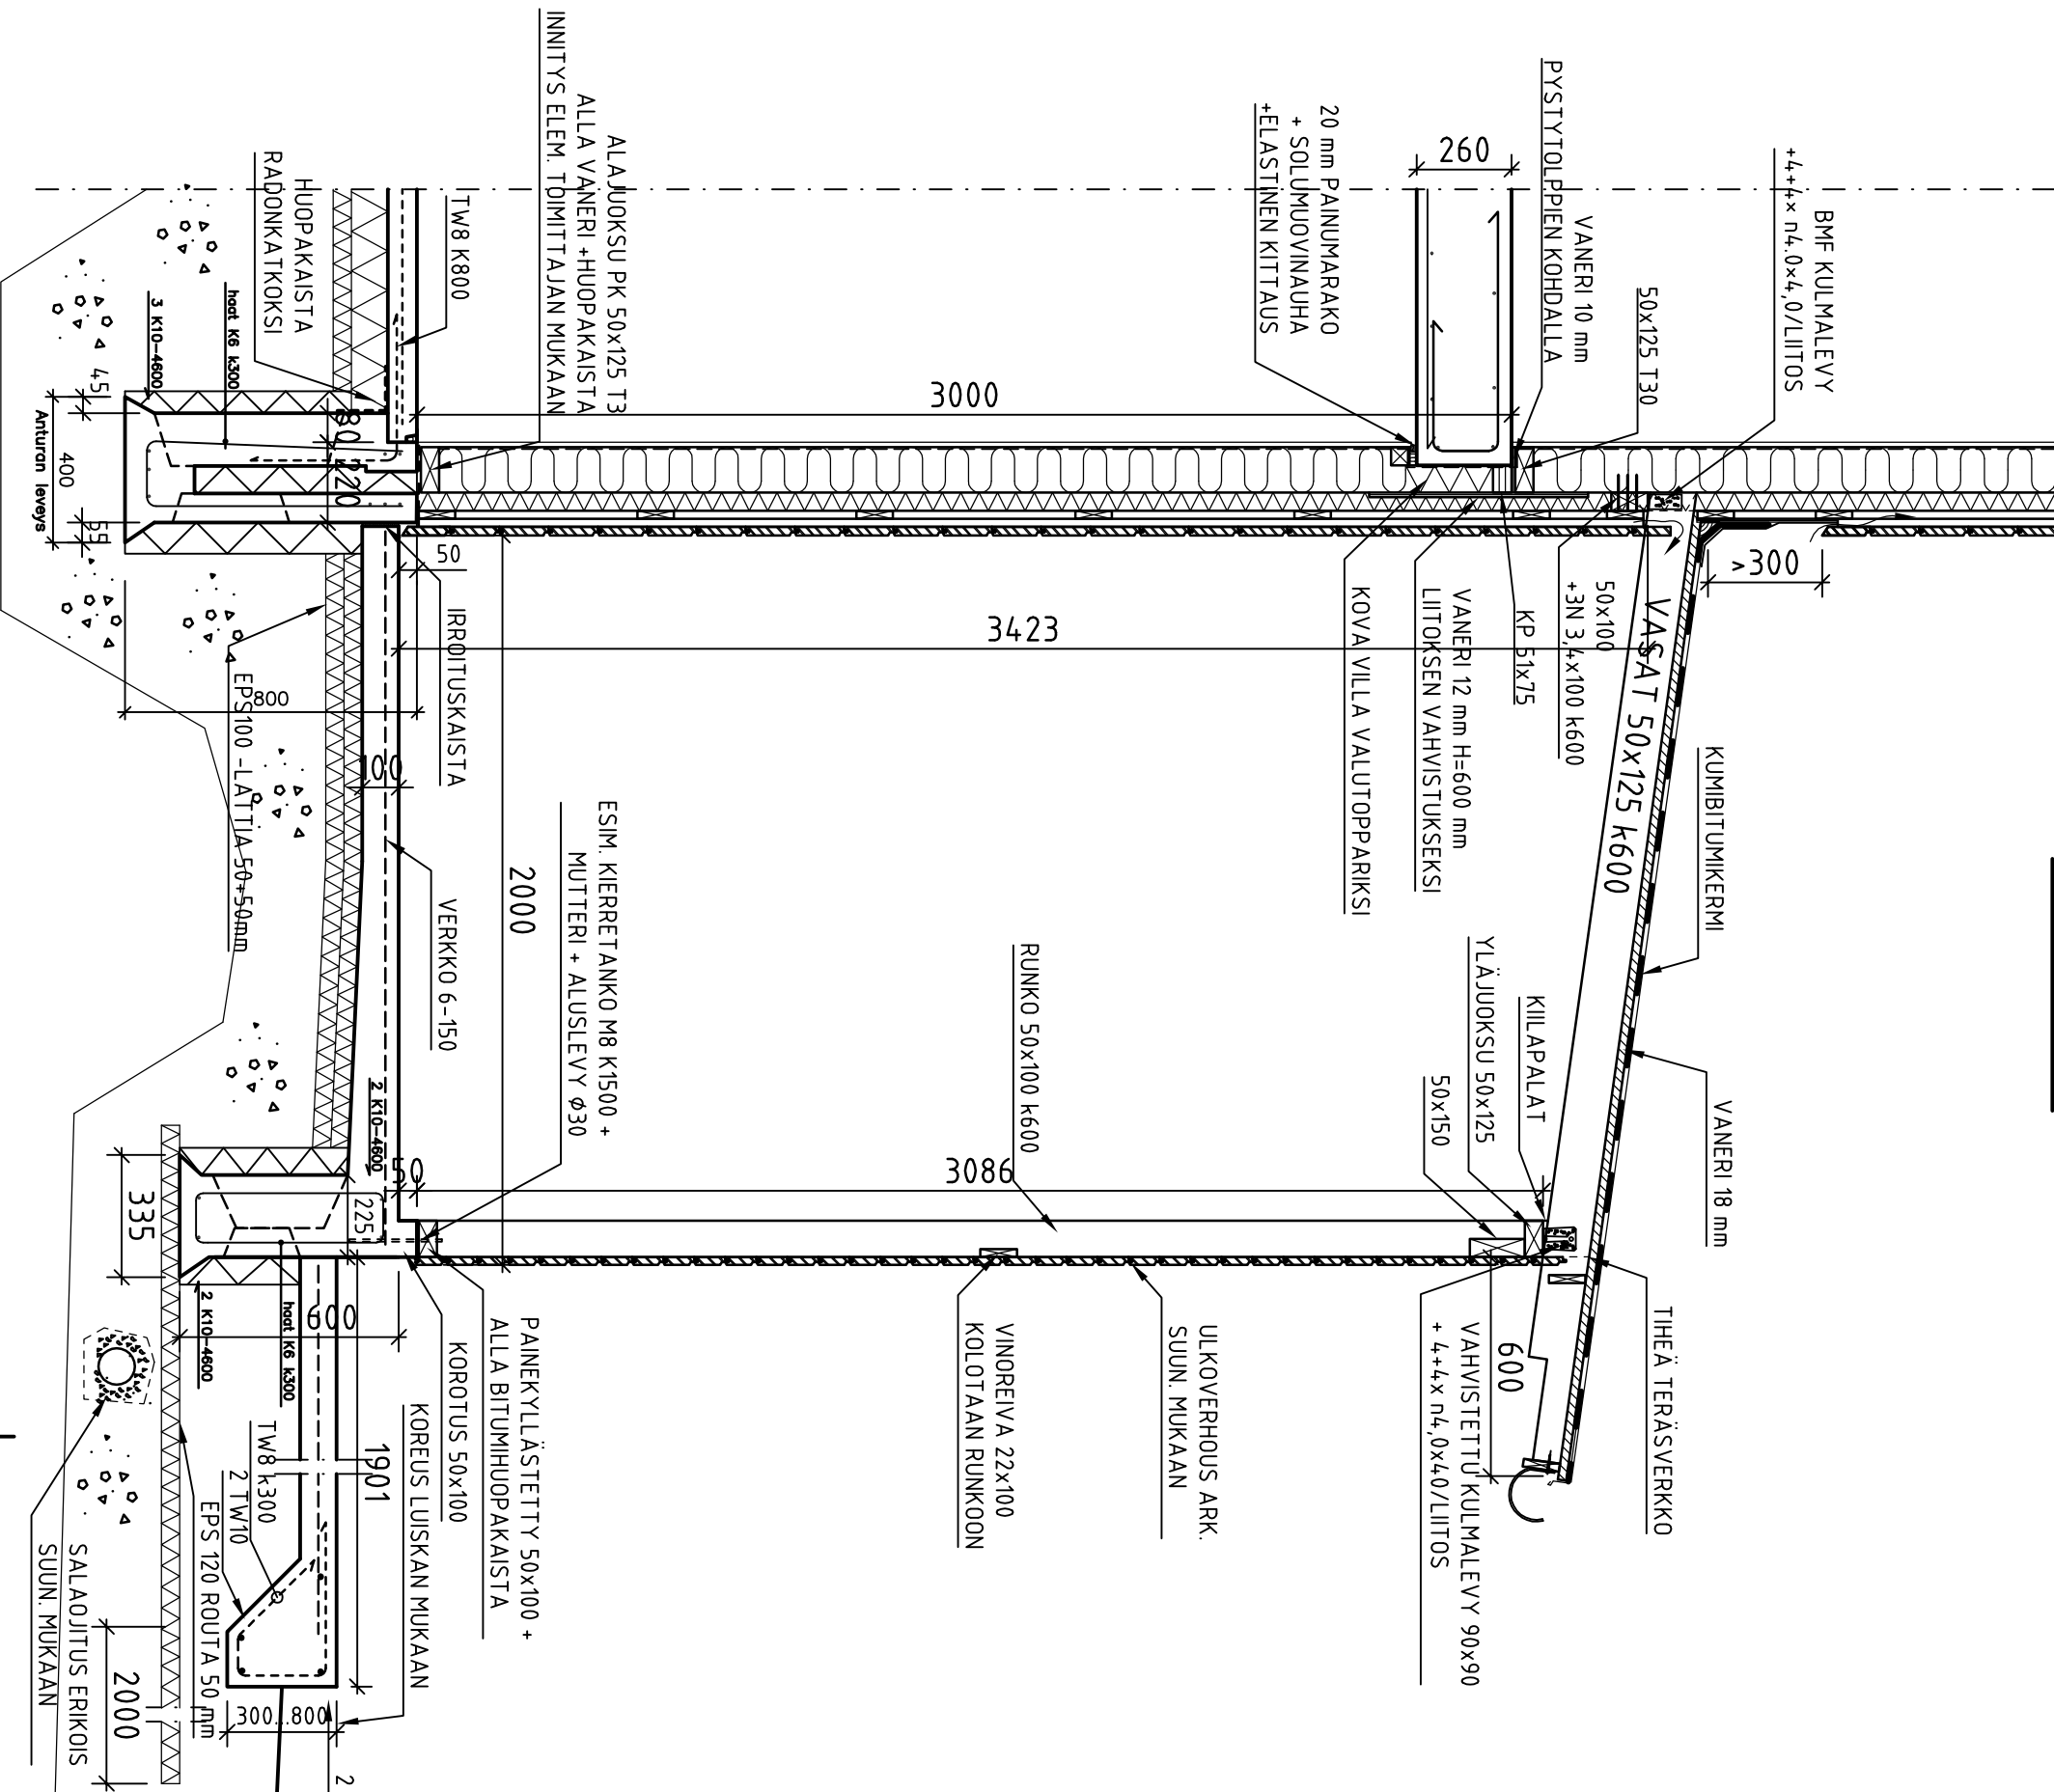 +4+4x n4.0x4,0/LIITOS
BMF KULMALEVY
50x125 T30
VANERI 10 mm
PYSTYTOLPPIEN KOHDALLA
260
20 mm PAINUMARAKO
+ SOLUMUOVINAUHA
+ELASTINEN KITTAUS
3000
ALAJUOKSU PK 50x125 T3
ALLA VANERI +HUOPAKAISTA
INNITYS ELEM. TOIMITTAJAN MUKAAN
TW8 K800
HUOPAKAISTA
RADONKATKOKSI
haat K6 k300
3 K10-4600
45
400
55
Anturan leveys
80
220
50
>300
VASAT 50x125 k600
50x100
+3N 3,4x100 k600
KP 51x75
VANERI 12 mm H=600 mm
LIITOKSEN VAHVISTUKSEKSI
KOVA VILLA VALUTOPPARIKSI
3423
IRROITUSKAISTA
800
EPS100 -LATTIA 50+50mm
100
KUMIBITUMIKERMI
VANERI 18 mm
KIILAPALAT
YLÄJUOKSU 50x125
50x150
RUNKO 50x100 k600
3086
2000
ESIM. KIERRETANKO M8 K1500 +
MUTTERI + ALUSLEVY Ø30
VERKKO 6-150
2 K10-4600
50
225
335
600
haat K6 k300
2 K10-4600
TIHEÄ TERÄSVERKKO
600
VAHVISTETTU KULMALEVY 90x90
+ 4+4x n4,0x40/LIITOS
ULKOVERHOUS ARK.
SUUN. MUKAAN
VINOREIVA 22x100
KOLOTAAN RUNKOON
PAINEKYLLÄSTETTY 50x100 +
ALLA BITUMIHUOPAKAISTA
KOROTUS 50x100
KOREUS LUISKAN MUKAAN
1901
TW8 k300
2 TW10
EPS 120 ROUTA 50 mm
300...800
2000
SALAOJITUS ERIKOIS
SUUN. MUKAAN
2